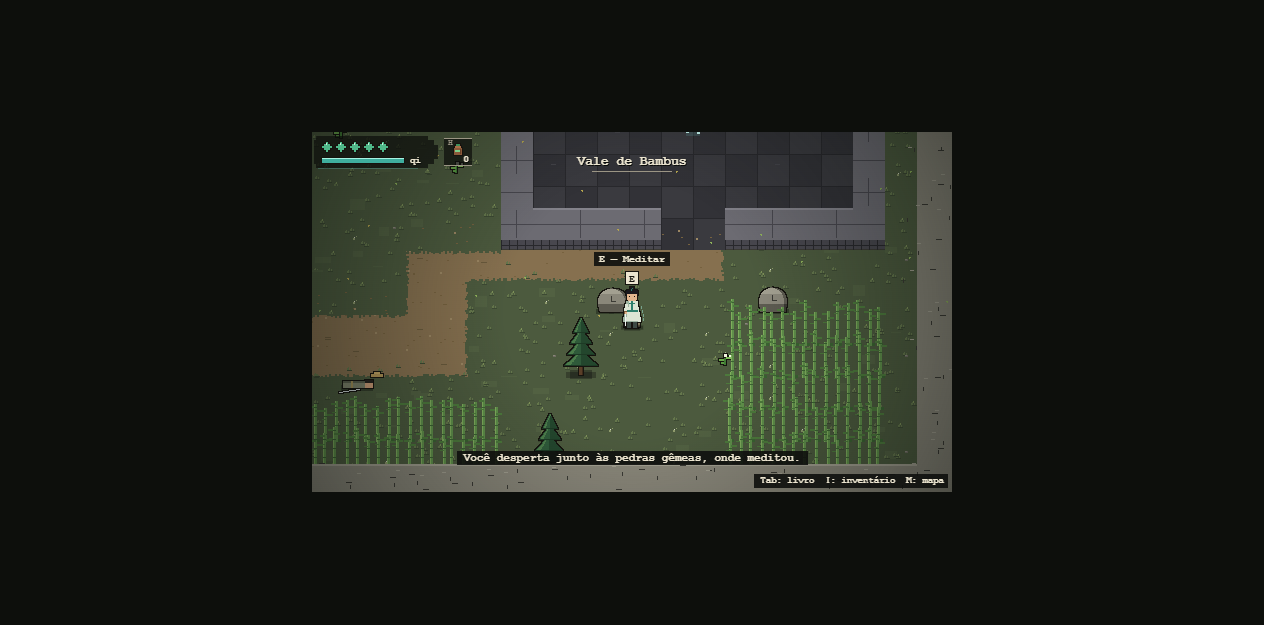 qi
0
Vale de Bambus
E — Meditar
E
Você desperta junto às pedras gêmeas, onde meditou.
Tab: livro I: inventário M: mapa